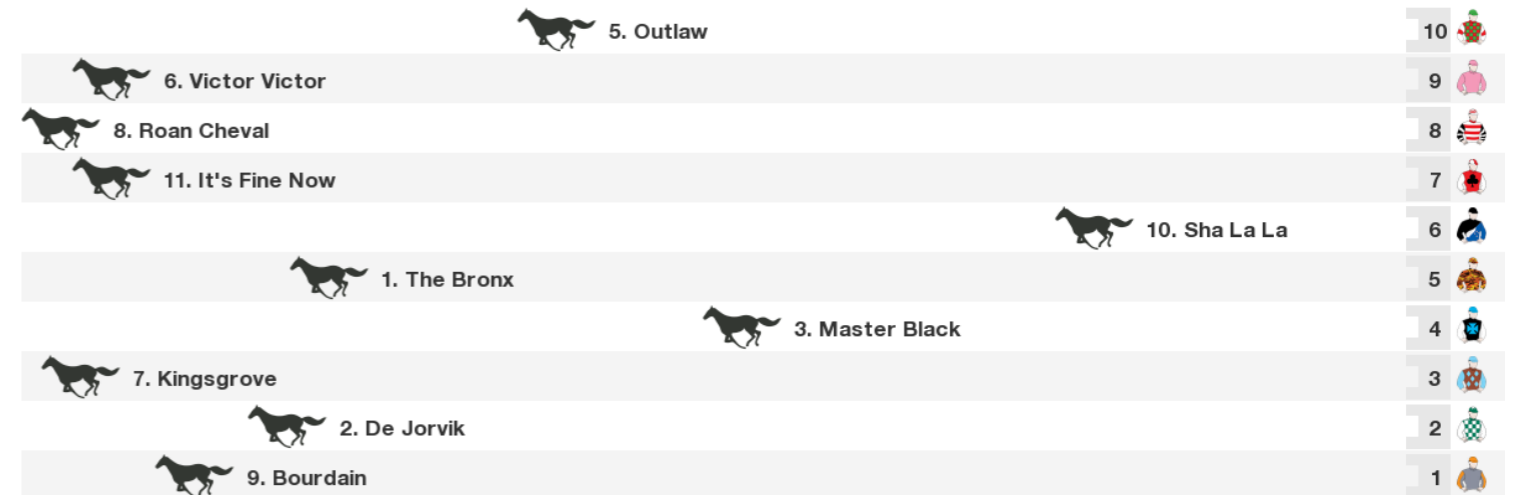 5. Outlaw 10
6. Victor Victor 9
8. Roan Cheval 8
11. It's Fine Now 7
10. Sha La La 6
1. The Bronx 5
3. Master Black 4
7. Kingsgrove 3
2. De Jorvik 2
9. Bourdain 1